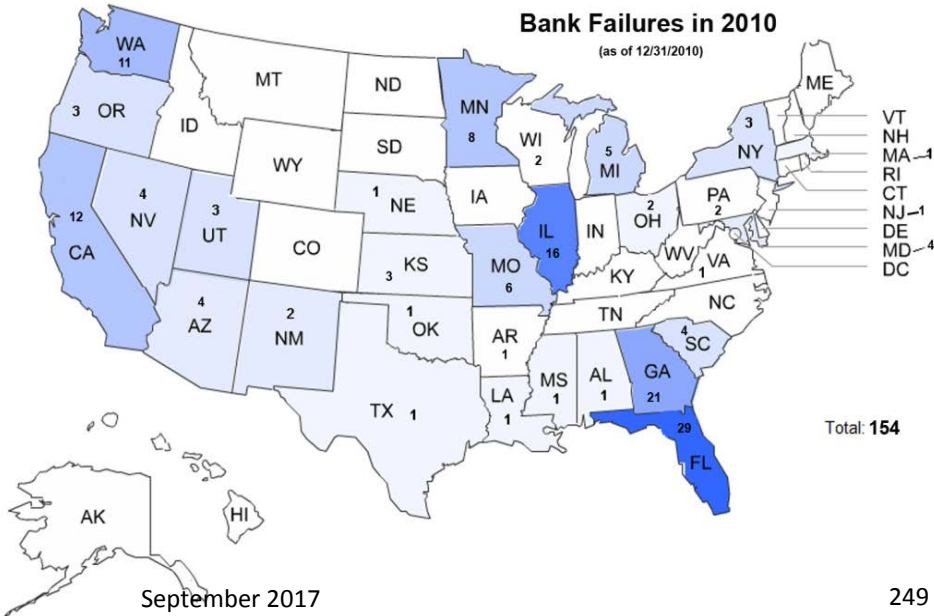 Bank Failures in 2010
(as of 12/31/2010)
WA
11
MT
ND
MN
8
ME
OR
3
ID
SD
WI
2
MI
5
NY
3
VT
NH
MA 1
RI
CT
NJ 1
DE
MD 4
DC
WY
IA
NE
1
PA
2
OH
2
IN
IL
16
NV
4
UT
3
CO
KS
3
MO
6
WV
VA
1
KY
CA
12
AZ
4
NM
2
OK
1
AR
1
TN
NC
SC
4
TX 1
LA
1
MS
1
AL
1
GA
21
29
FL
Total: 154
AK
HI
September 2017
249